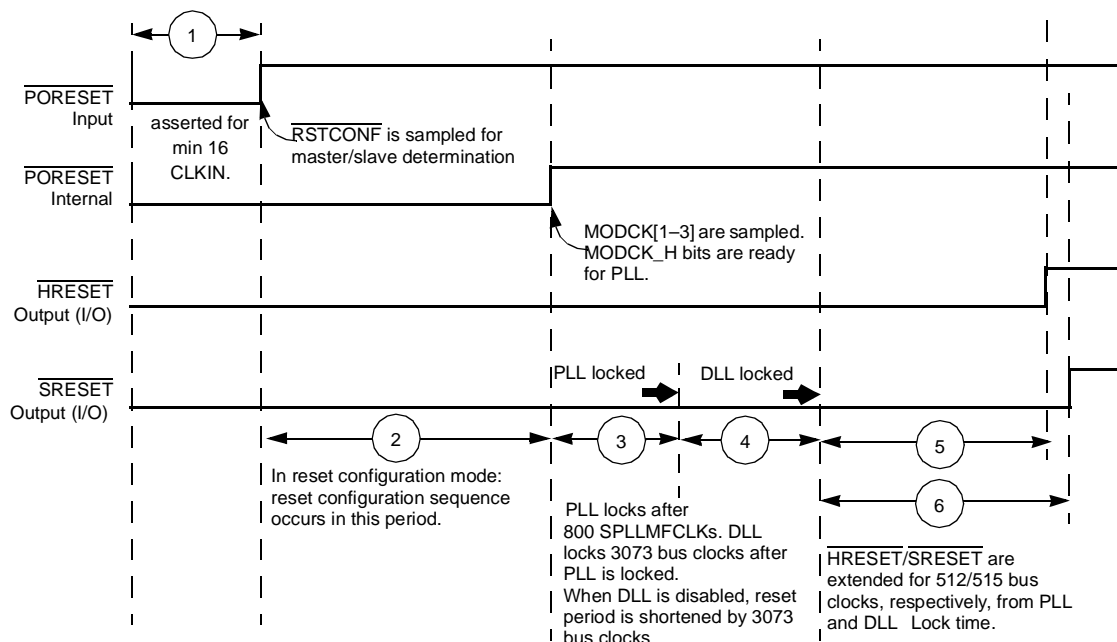 1
PORESET
Input
asserted for
min 16
CLKIN.
RSTCONF is sampled for
master/slave determination
PORESET
Internal
MODCK[1–3] are sampled.
MODCK_H bits are ready
for PLL.
HRESET
Output (I/O)
SRESET
Output (I/O)
PLL locked
DLL locked
2
3
4
5
6
In reset configuration mode:
reset configuration sequence
occurs in this period.
PLL locks after
800 SPLLMFCLKs. DLL
locks 3073 bus clocks after
PLL is locked.
When DLL is disabled, reset
period is shortened by 3073
bus clocks
HRESET/SRESET are
extended for 512/515 bus
clocks, respectively, from PLL
and DLL Lock time.